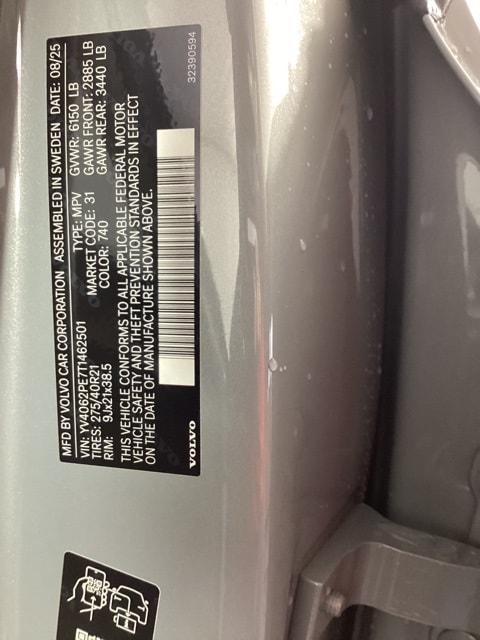 MFD BY VOLVO CAR CORPORATION ASSEMBLED IN SWEDEN DATE: 08/25
VIN: YV4062PE7T1462501 TYPE: MPV GVWR: 6150 LB
TIRES: 275/40R21 MARKET CODE: 31 GAWR FRONT: 2885 LB
RIM: 9Jx21x38.5 COLOR: 740 GAWR REAR: 3440 LB
THIS VEHICLE CONFORMS TO ALL APPLICABLE FEDERAL MOTOR
VEHICLE SAFETY AND THEFT PREVENTION STANDARDS IN EFFECT
ON THE DATE OF MANUFACTURE SHOWN ABOVE.
VOLVO 32390594